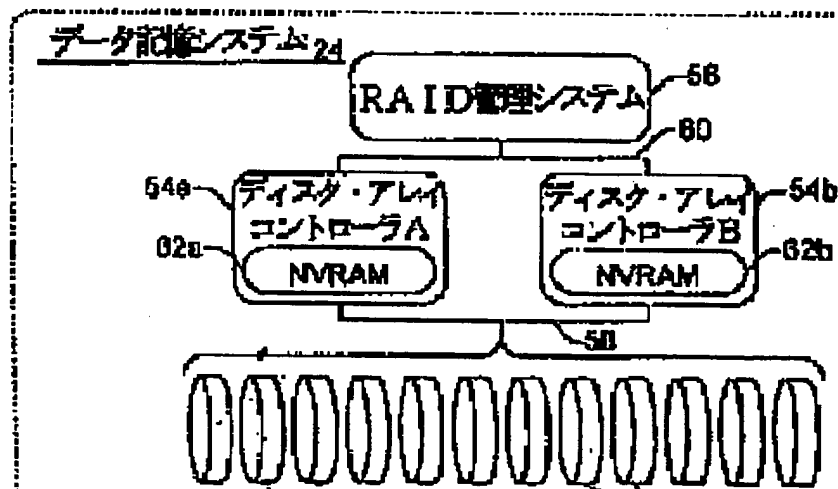 データ記憶システム 24
RAID管理システム
56
60
54a
ディスク・アレイ
コントローラA
62a
NVRAM
ディスク・アレイ
コントローラB
54b
NVRAM
62b
58